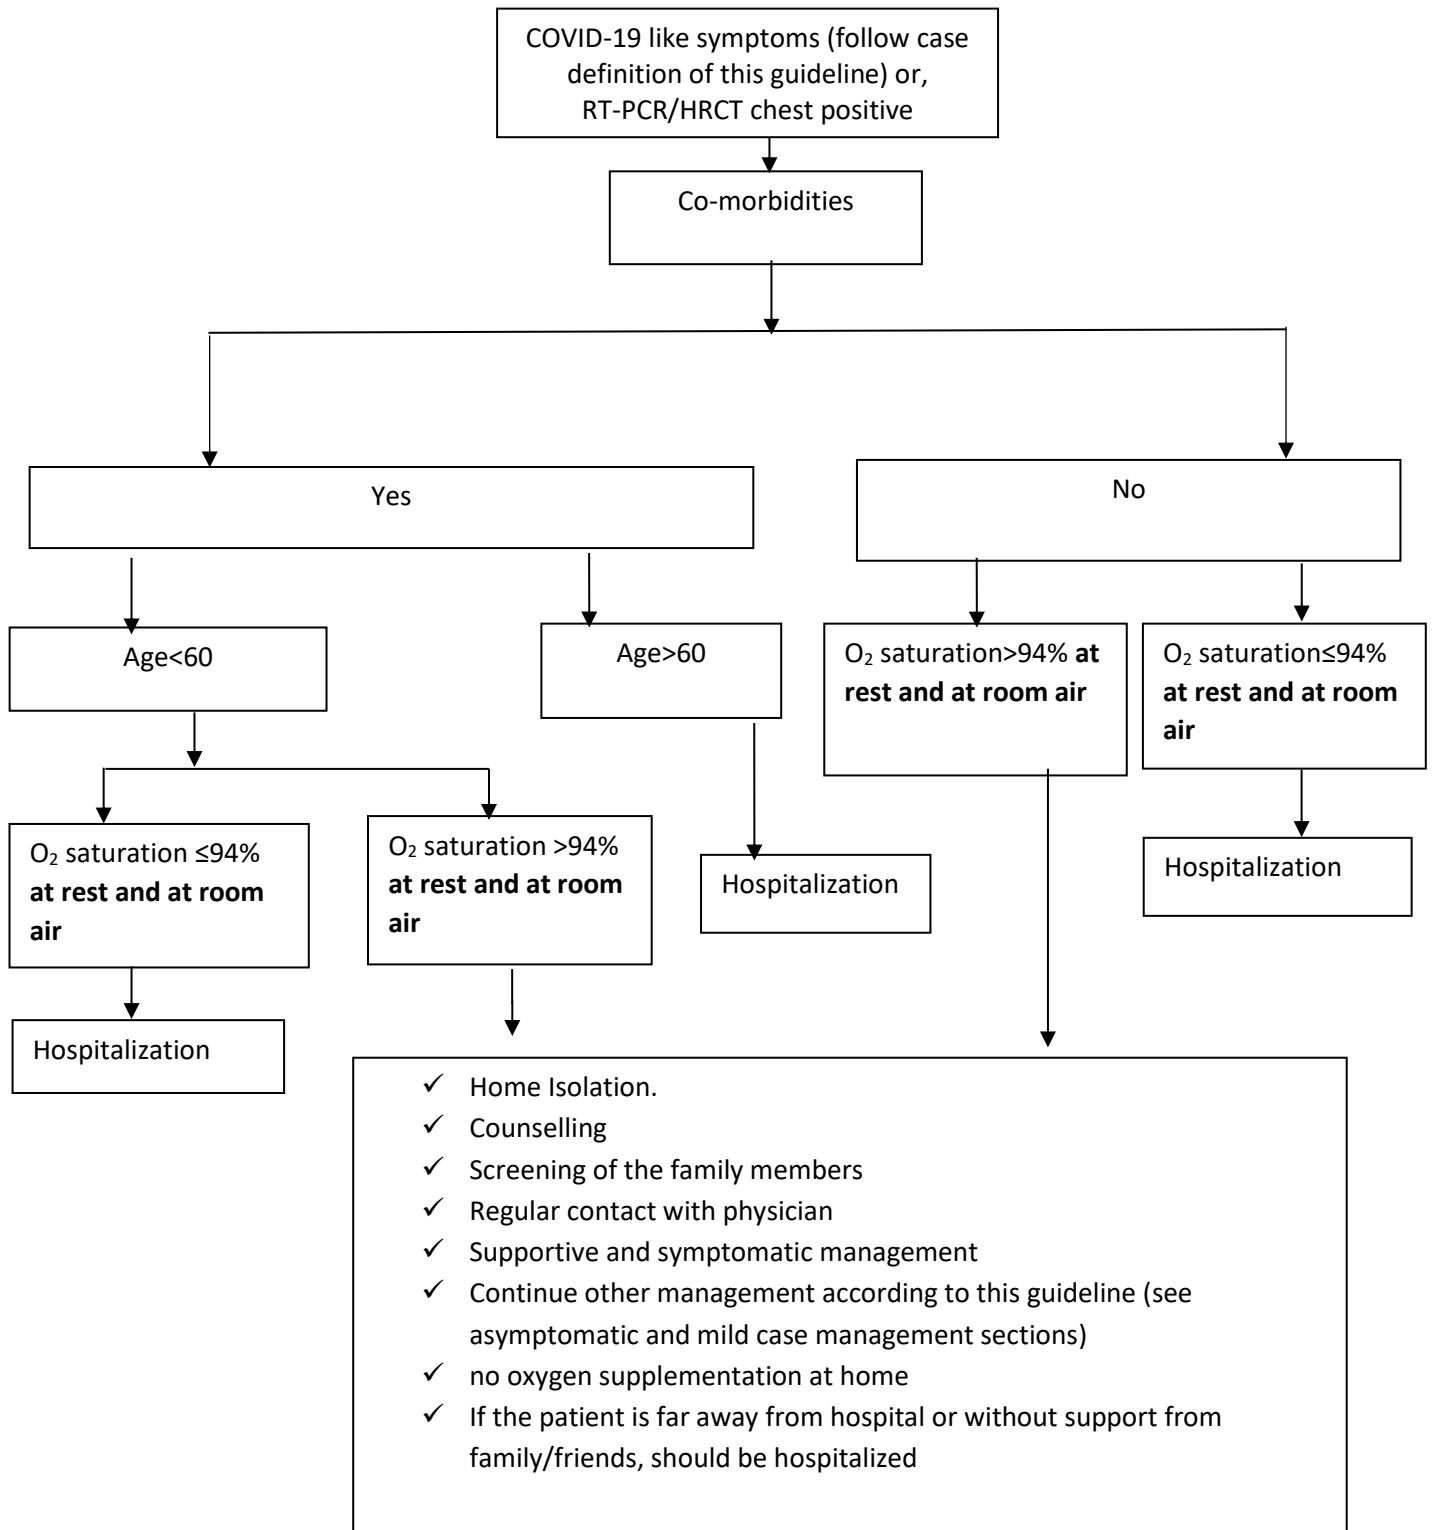 COVID-19 like symptoms (follow case
definition of this guideline) or,
RT-PCR/HRCT chest positive
Co-morbidities
Yes
No
Age<60
Age>60
O₂ saturation>94% at
rest and at room air
O₂ saturation≤94%
at rest and at room
air
O₂ saturation ≤94%
at rest and at room
air
O₂ saturation >94%
at rest and at room
air
Hospitalization
Hospitalization
Hospitalization
✓ Home Isolation.
✓ Counselling
✓ Screening of the family members
✓ Regular contact with physician
✓ Supportive and symptomatic management
✓ Continue other management according to this guideline (see
asymptomatic and mild case management sections)
✓ no oxygen supplementation at home
✓ If the patient is far away from hospital or without support from
family/friends, should be hospitalized